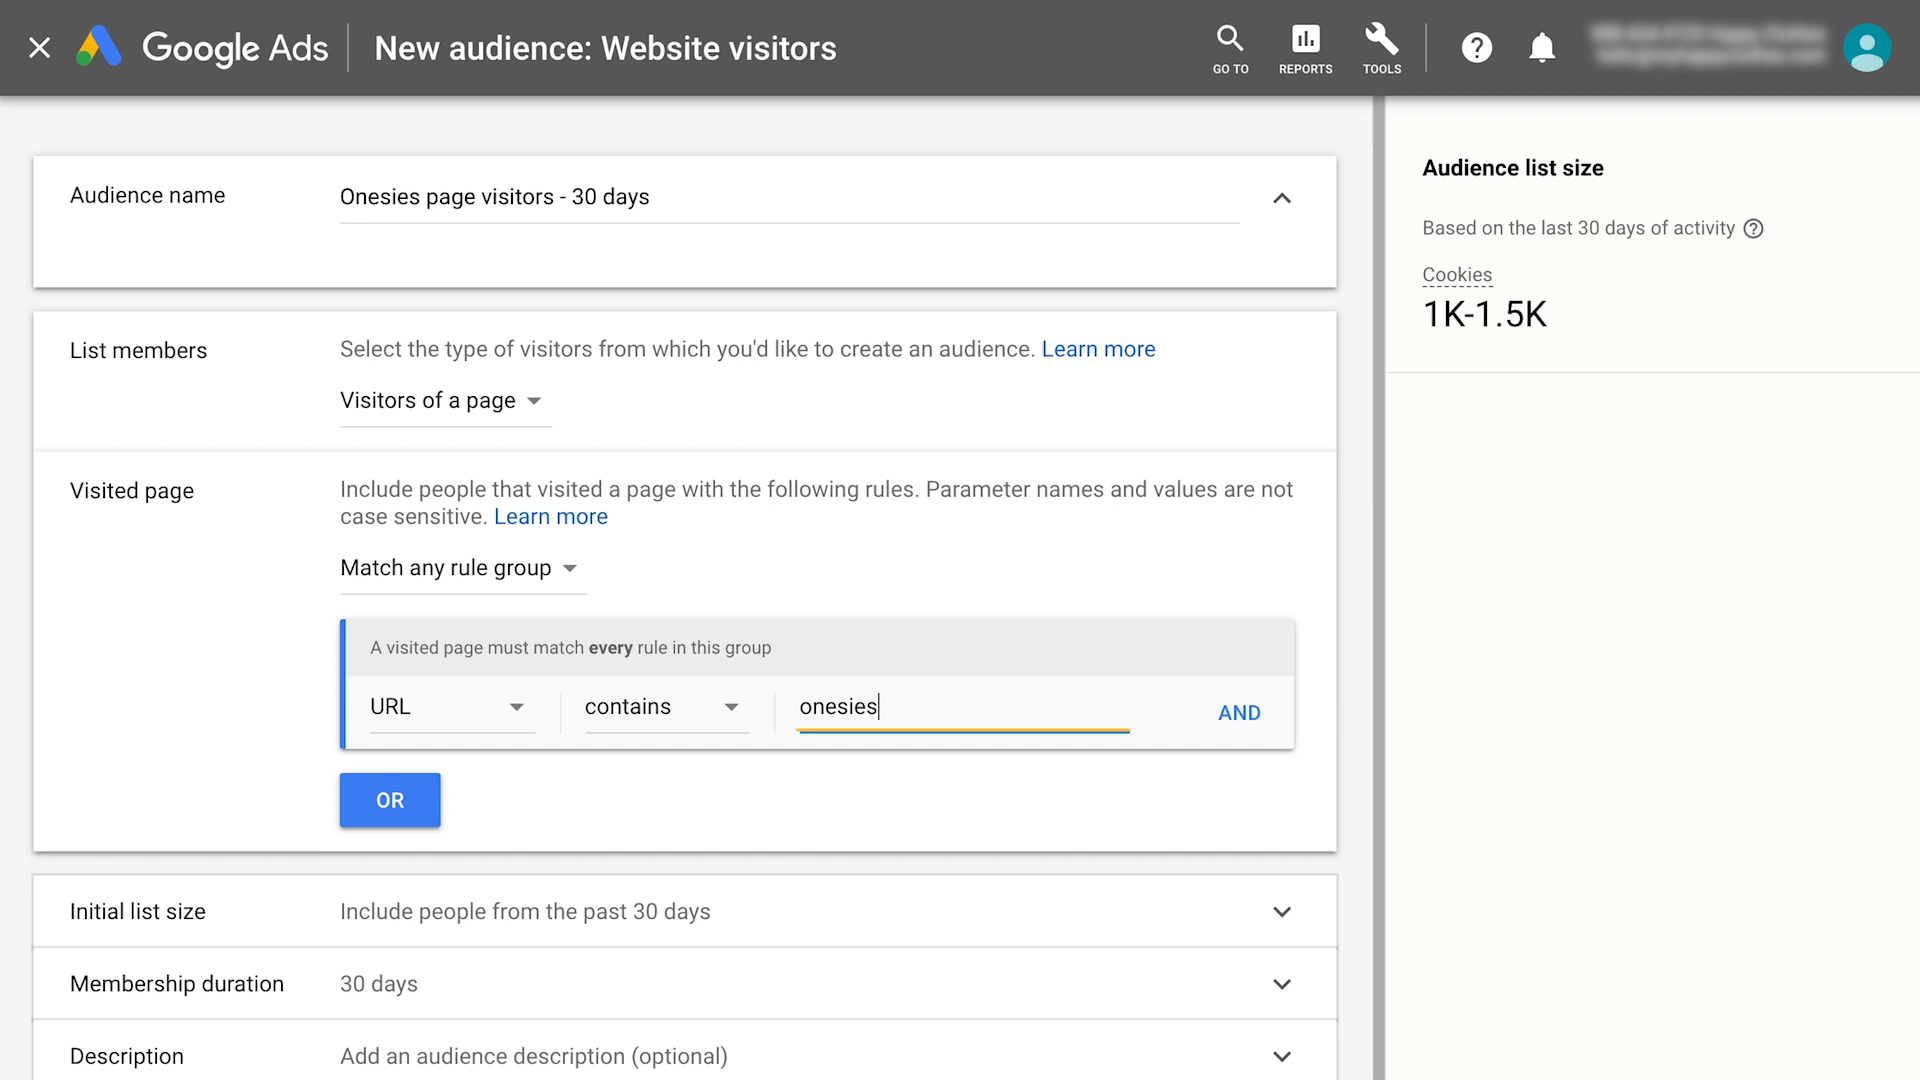 Google Ads
New audience: Website visitors
GO TO
REPORTS
TOOLS
Audience name
Onesies page visitors - 30 days
List members
Select the type of visitors from which you'd like to create an audience. Learn more
Visitors of a page
Visited page
Include people that visited a page with the following rules. Parameter names and values are not
case sensitive. Learn more
Match any rule group
A visited page must match every rule in this group
URL
contains
onesies
AND
OR
Initial list size
Include people from the past 30 days
Membership duration
30 days
Description
Add an audience description (optional)
Audience list size
Based on the last 30 days of activity
Cookies
1K-1.5K